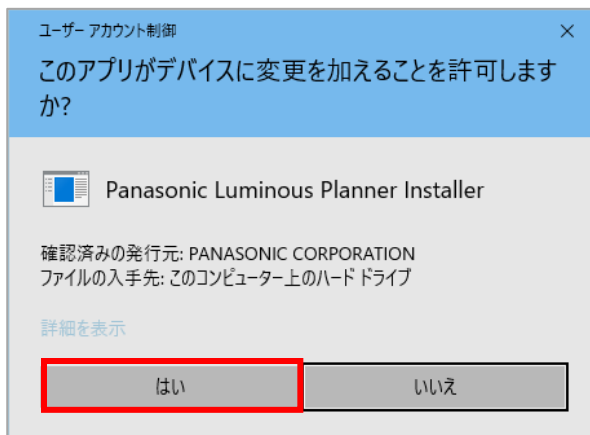 ユーザー アカウント制御
このアプリがデバイスに変更を加えることを許可します
か?
Panasonic Luminous Planner Installer
確認済みの発行元: PANASONIC CORPORATION
ファイルの入手先: このコンピューター上のハード ドライブ
詳細を表示
はい
いいえ